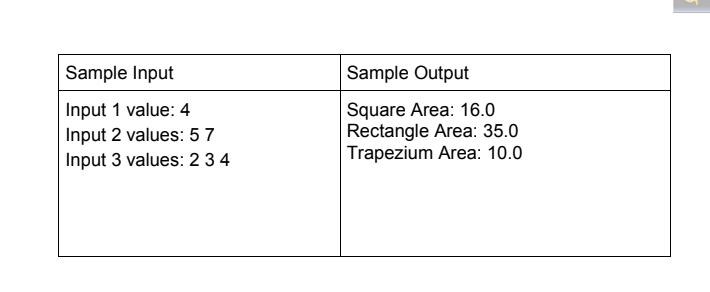 Sample Input
Sample Output
Input 1 value: 4
Input 2 values: 5 7
Input 3 values: 2 3 4
Square Area: 16.0
Rectangle Area: 35.0
Trapezium Area: 10.0